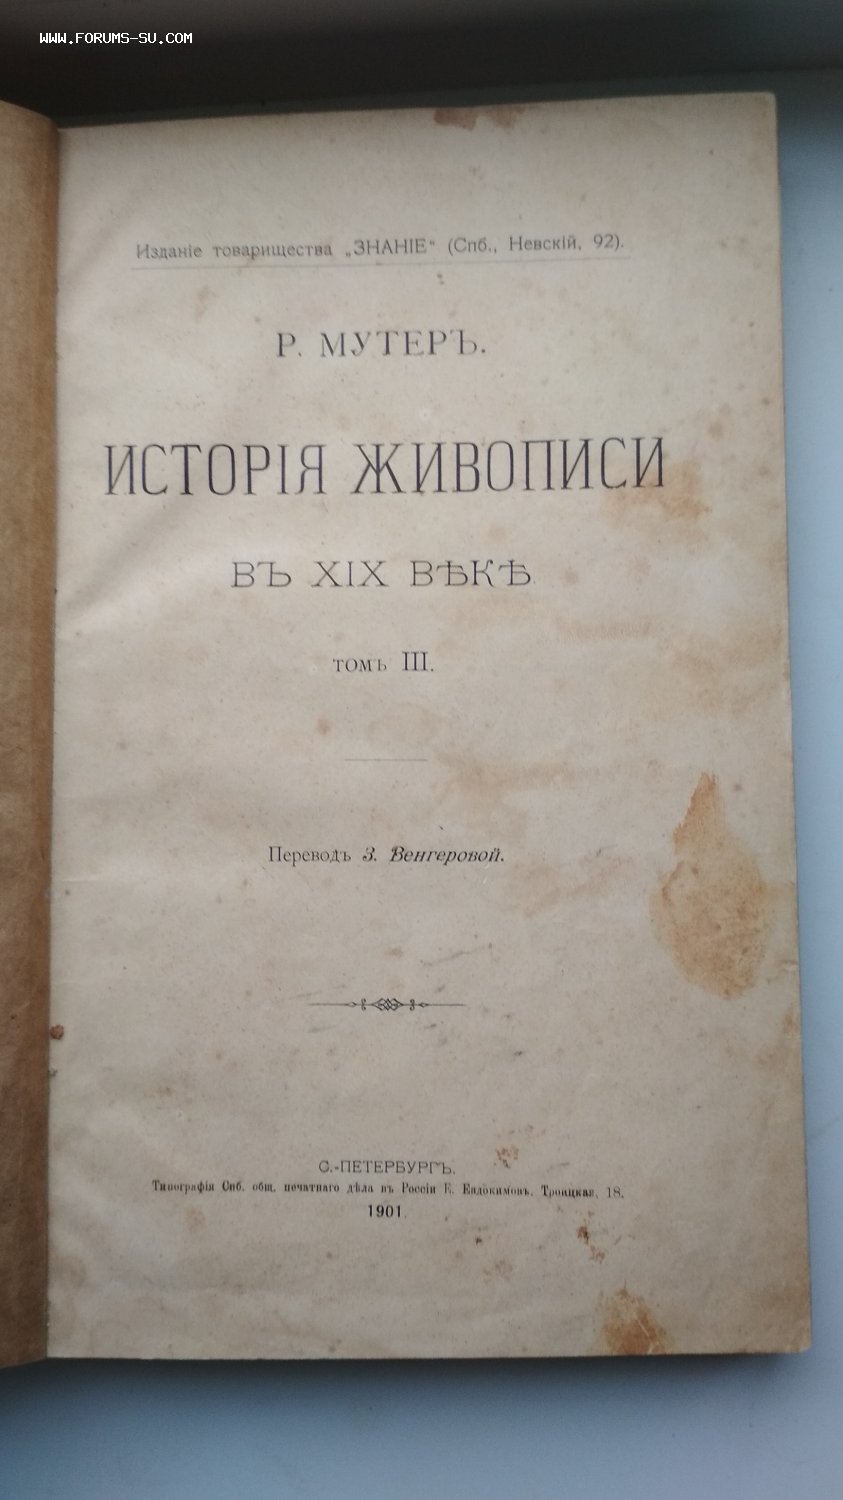 WWW.FORUMS-SU.COM
Изданіе товарищества „ЗНАНІЕ“ (Спб., Невскій, 92).
Р. МУТЕРЪ.
ИСТОРІЯ ЖИВОПИСИ
ВЪ XIX ВѢКѢ
ТОМЪ III.
Переводъ З. Венгеровой.
С.-ПЕТЕРБУРГЪ.
Типографія Спб. общ. печатнаго дѣла въ Россіи Е. Евдокимовъ. Троицкая, 18.
1901